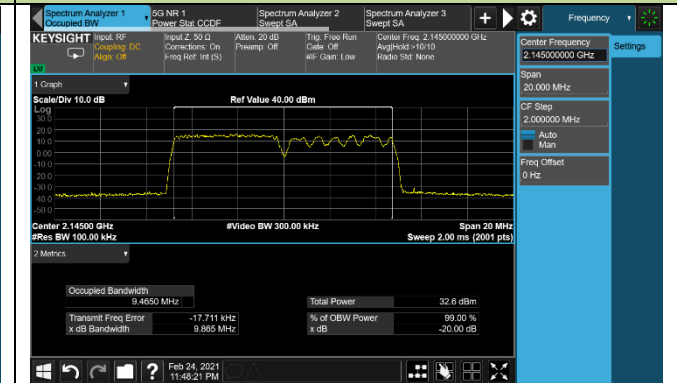 Spectrum Analyzer 1
Occupied BW
5G NR 1
Power Stat CCDF
Spectrum Analyzer 2
Swept SA
Spectrum Analyzer 3
Swept SA
+
Frequency
KEYSIGHT
Input: RF
Coupling: DC
Align: Off
Input Z: 50 Ω
Corrections: On
Freq Ref: Int (S)
Atten: 20 dB
Preamp: Off
Trig: Free Run
Gate: Off
#IF Gain: Low
Center Freq: 2.145000000 GHz
Avg|Hold:>10/10
Radio Std: None
LXI
Center Frequency
2.145000000 GHz
Settings
Span
20.000 MHz
CF Step
2.000000 MHz
Auto
Man
Freq Offset
0 Hz
1 Graph
Scale/Div 10.0 dB
Ref Value 40.00 dBm
Log
30.0
20.0
10.0
0.00
-10.0
-20.0
-30.0
-40.0
-50.0
Center 2.14500 GHz
#Video BW 300.00 kHz
Span 20 MHz
#Res BW 100.00 kHz
Sweep 2.00 ms (2001 pts)
2 Metrics
Occupied Bandwidth
9.4650 MHz
Total Power
32.6 dBm
Transmit Freq Error
-17.711 kHz
% of OBW Power
99.00 %
x dB Bandwidth
9.865 MHz
x dB
-20.00 dB
?
Feb 24, 2021
11:48:21 PM